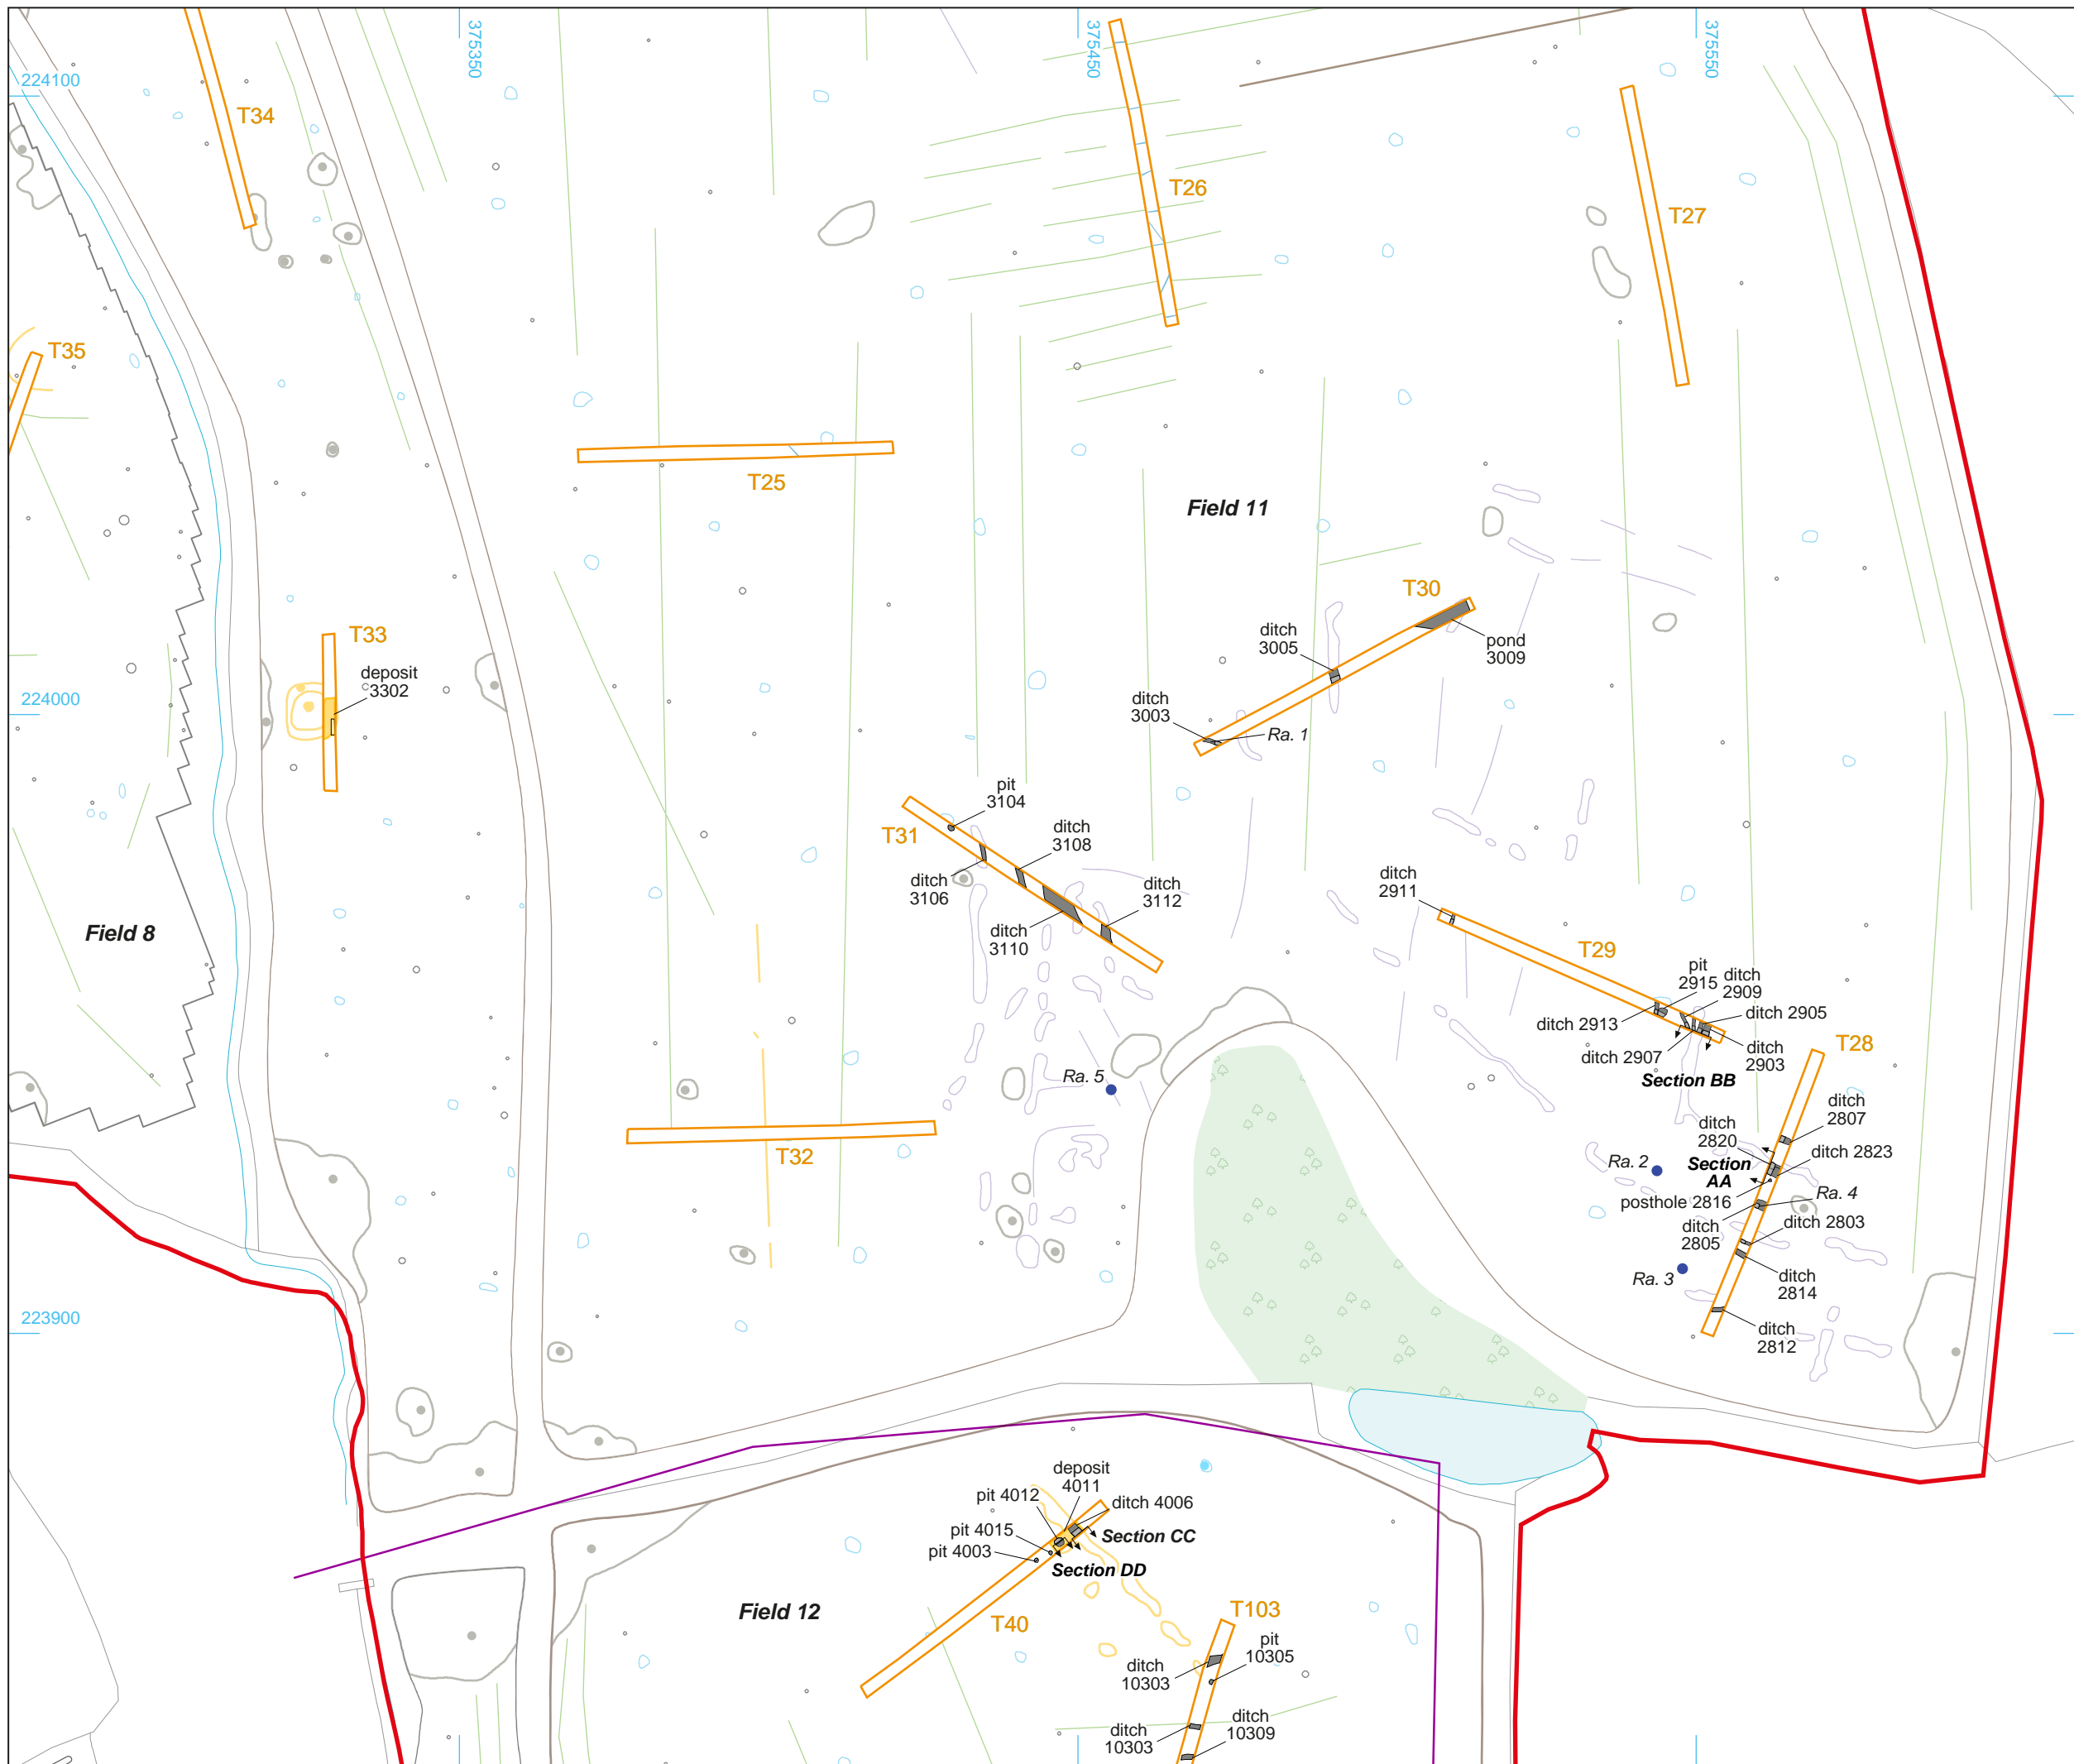 375350
375450
375550
224100
T34
T26
T27
T35
T25
Field 11
T30
T33
deposit
3302
ditch
3005
pond
3009
224000
ditch
3003
Ra. 1
pit
3104
T31
ditch
3108
ditch
3106
ditch
3112
ditch
3110
ditch
2911
Field 8
T29
pit
2915
ditch
2909
ditch 2905
ditch 2913
ditch 2907
ditch
2903
T28
Section BB
Ra. 5
ditch
2807
ditch
2820
ditch 2823
T32
Ra. 2
Section
AA
posthole 2816
Ra. 4
ditch
2805
ditch 2803
Ra. 3
ditch
2814
223900
ditch
2812
deposit
4011
pit 4012
ditch 4006
pit 4015
Section CC
pit 4003
Section DD
Field 12
T40
T103
pit
10305
ditch
10303
ditch
10309
ditch
10303